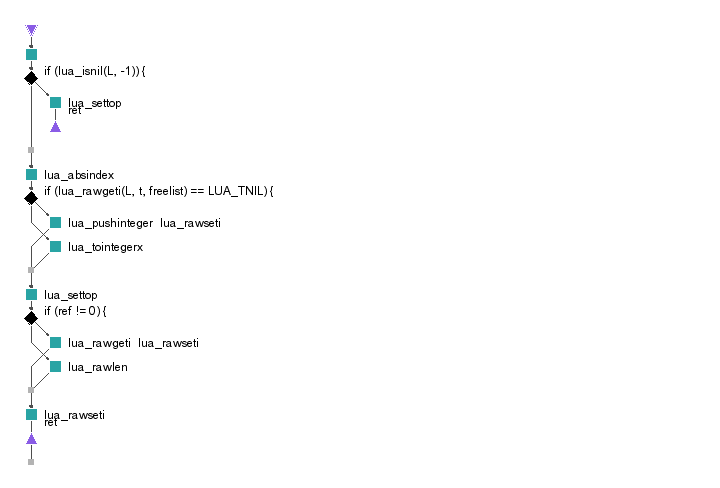 if (lua_isnil(L, -1)) {
lua_settop
ret
lua_absindex
if (lua_rawgeti(L, t, freelist) == LUA_TNIL) {
lua_pushinteger lua_rawseti
lua_tointegerx
lua_settop
if (ref != 0) {
lua_rawgeti lua_rawseti
lua_rawlen
lua_rawseti
ret